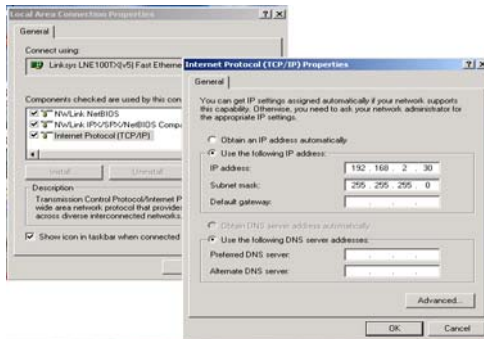 Local Area Connection Properties
General
Connect using:
Linksys LNE100TX(v5) Fast Etherne
Components checked are used by this con
NWLink NetBIOS
NWLink IPX/SPX/NetBIOS Compa
Internet Protocol (TCP/IP)
Install...
Uninstall
Description
Transmission Control Protocol/Internet P
wide area network protocol that provide
across diverse interconnected networks.
Show icon in taskbar when connected
Internet Protocol (TCP/IP) Properties
General
You can get IP settings assigned automatically if your network supports
this capability. Otherwise, you need to ask your network administrator for
the appropriate IP settings.
Obtain an IP address automatically
Use the following IP address:
IP address: 192 . 168 . 2 . 30
Subnet mask: 255 . 255 . 255 . 0
Default gateway: . . .
Obtain DNS server address automatically
Use the following DNS server addresses:
Preferred DNS server: . . .
Alternate DNS server: . . .
Advanced...
OK
Cancel